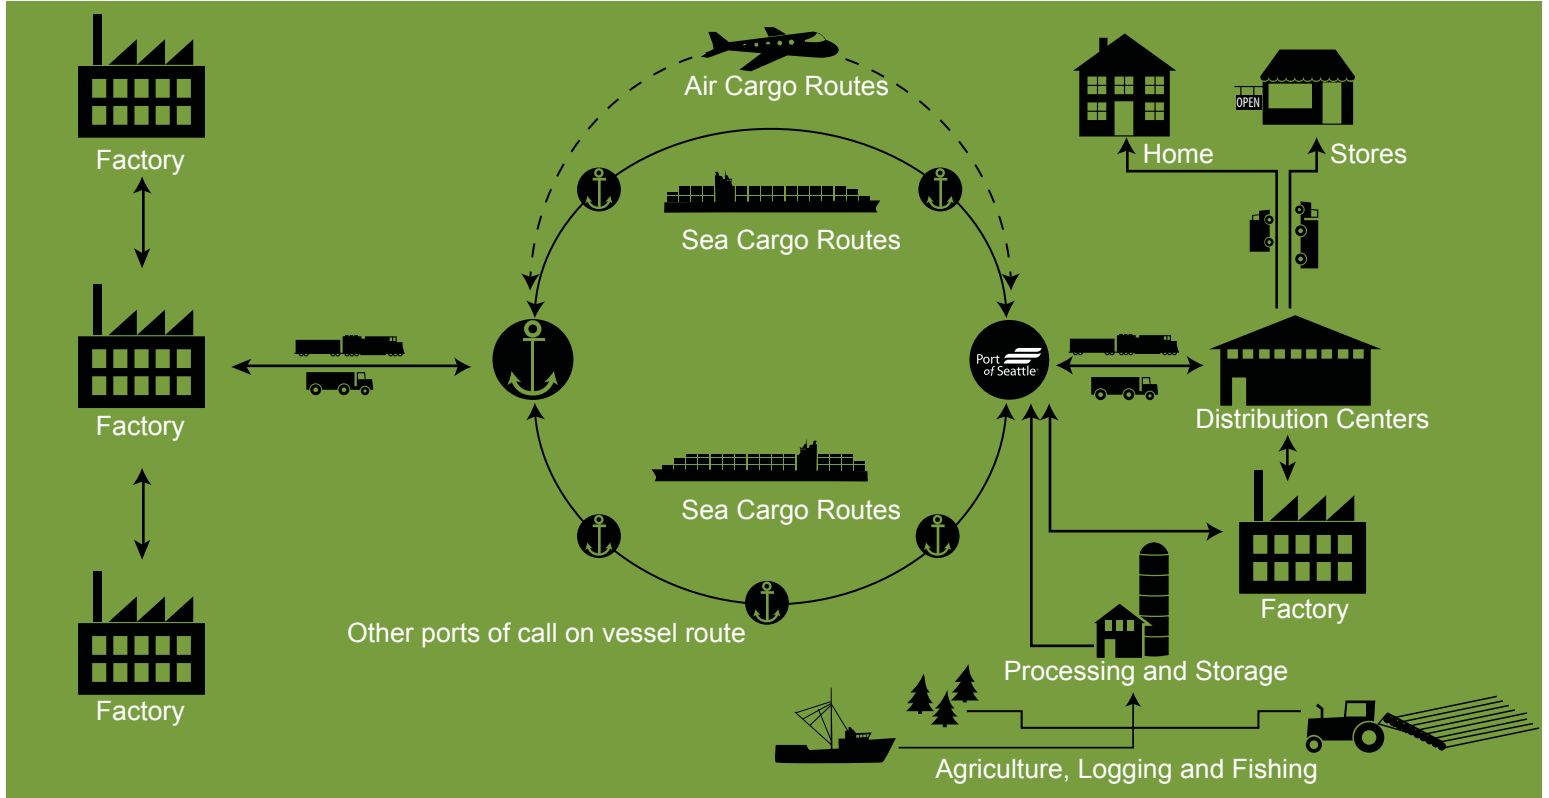 Air Cargo Routes
OPEN
Factory
Home
Stores
Sea Cargo Routes
Port
of Seattle
Factory
Distribution Centers
Sea Cargo Routes
Factory
Other ports of call on vessel route
Processing and Storage
Factory
Agriculture, Logging and Fishing